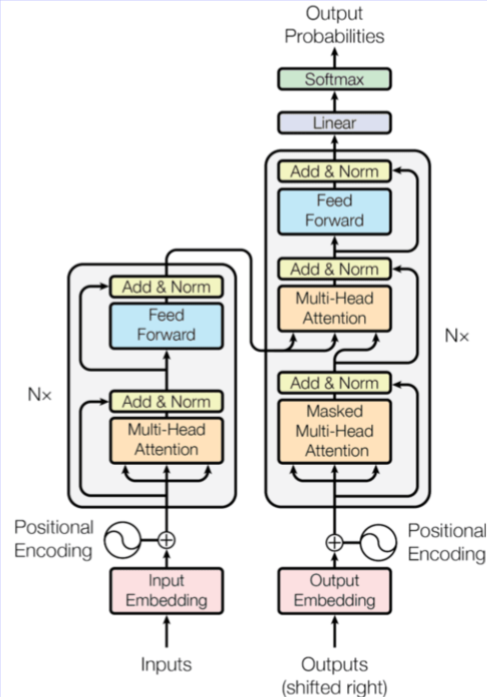 Output
Probabilities
Softmax
Linear
Add & Norm
Feed
Forward
Add & Norm
Multi-Head
Attention
Add & Norm
Masked
Multi-Head
Attention
Nx
Add & Norm
Feed
Forward
Add & Norm
Multi-Head
Attention
Nx
Positional
Encoding
Positional
Encoding
Input
Embedding
Output
Embedding
Inputs
Outputs
(shifted right)